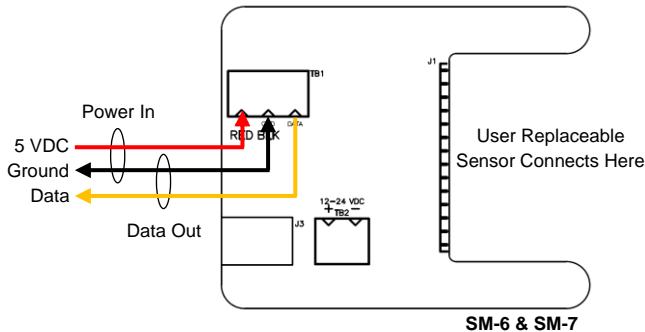 TB1
J1
Power In
GND DATA
RED BLK
5 VDC
Ground
Data
User Replaceable
Sensor Connects Here
Data Out
12-24 VDC
+ TB2 -
J3
SM-6 & SM-7